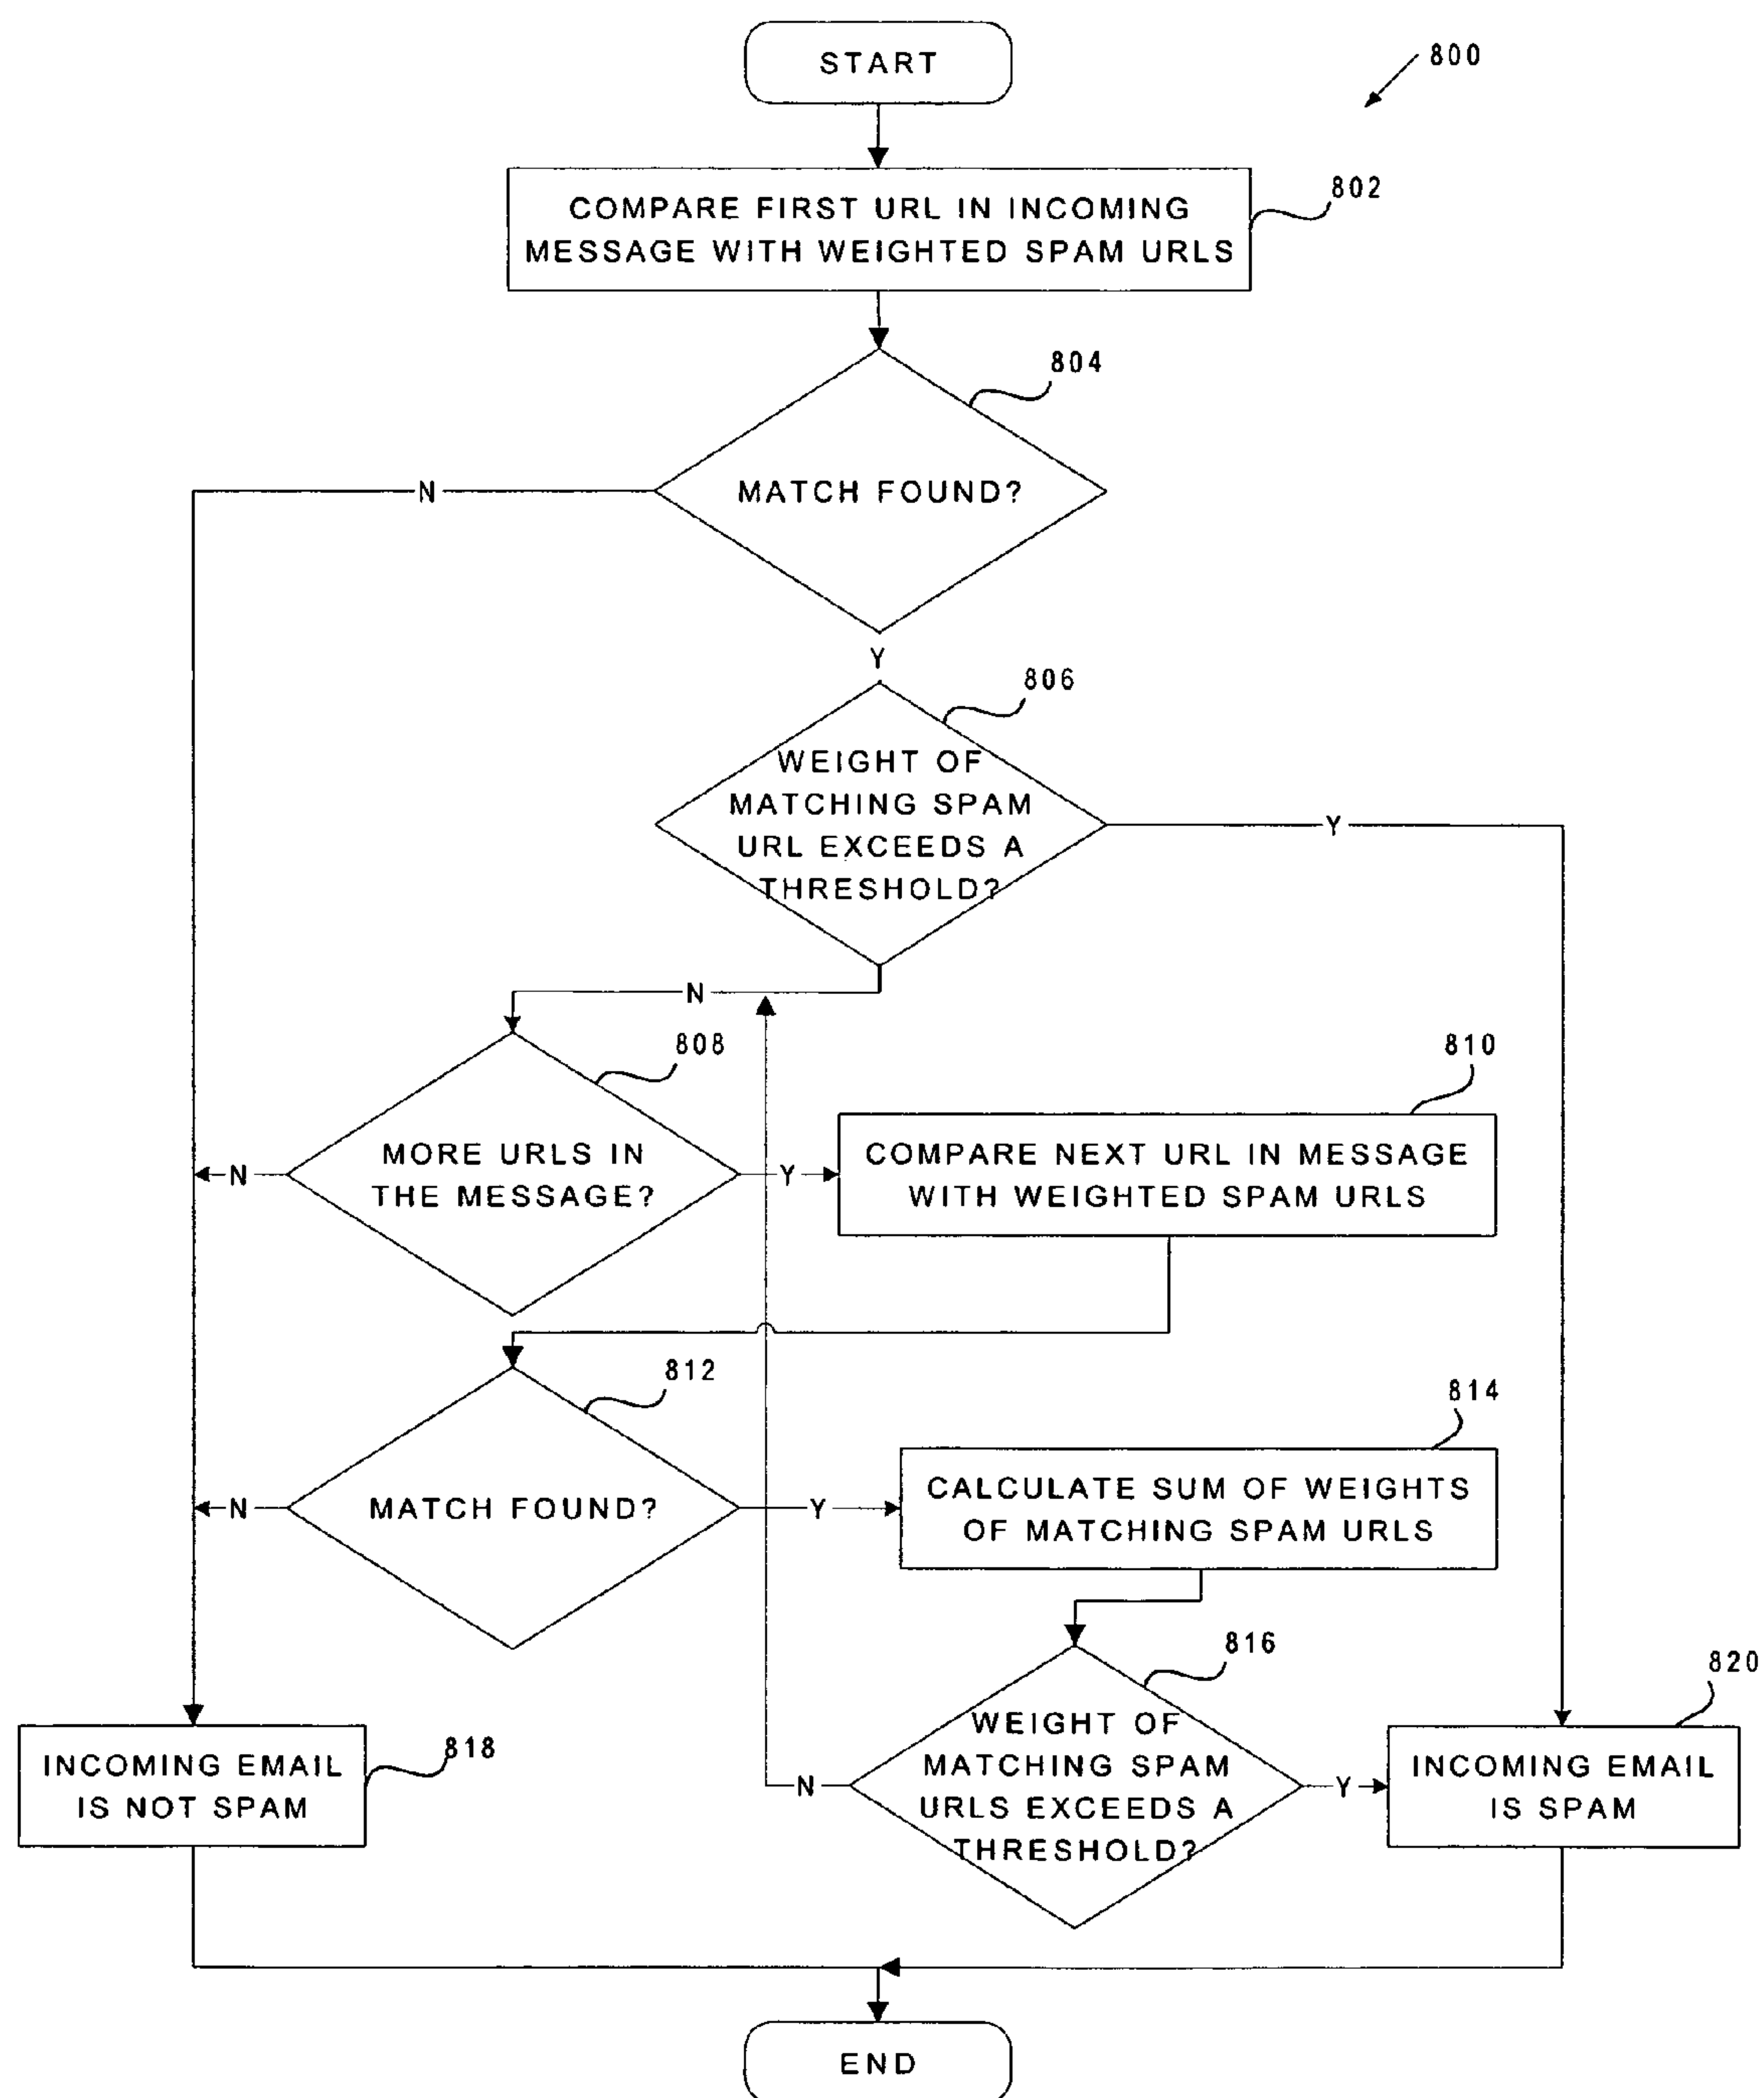 START
800
COMPARE FIRST URL IN INCOMING
MESSAGE WITH WEIGHTED SPAM URLS
802
804
MATCH FOUND?
N
Y
806
WEIGHT OF
MATCHING SPAM
URL EXCEEDS A
THRESHOLD?
Y
N
808
MORE URLS IN
THE MESSAGE?
N
Y
810
COMPARE NEXT URL IN MESSAGE
WITH WEIGHTED SPAM URLS
812
MATCH FOUND?
N
Y
814
CALCULATE SUM OF WEIGHTS
OF MATCHING SPAM URLS
816
WEIGHT OF
MATCHING SPAM
URLS EXCEEDS A
THRESHOLD?
N
Y
818
INCOMING EMAIL
IS NOT SPAM
820
INCOMING EMAIL
IS SPAM
END